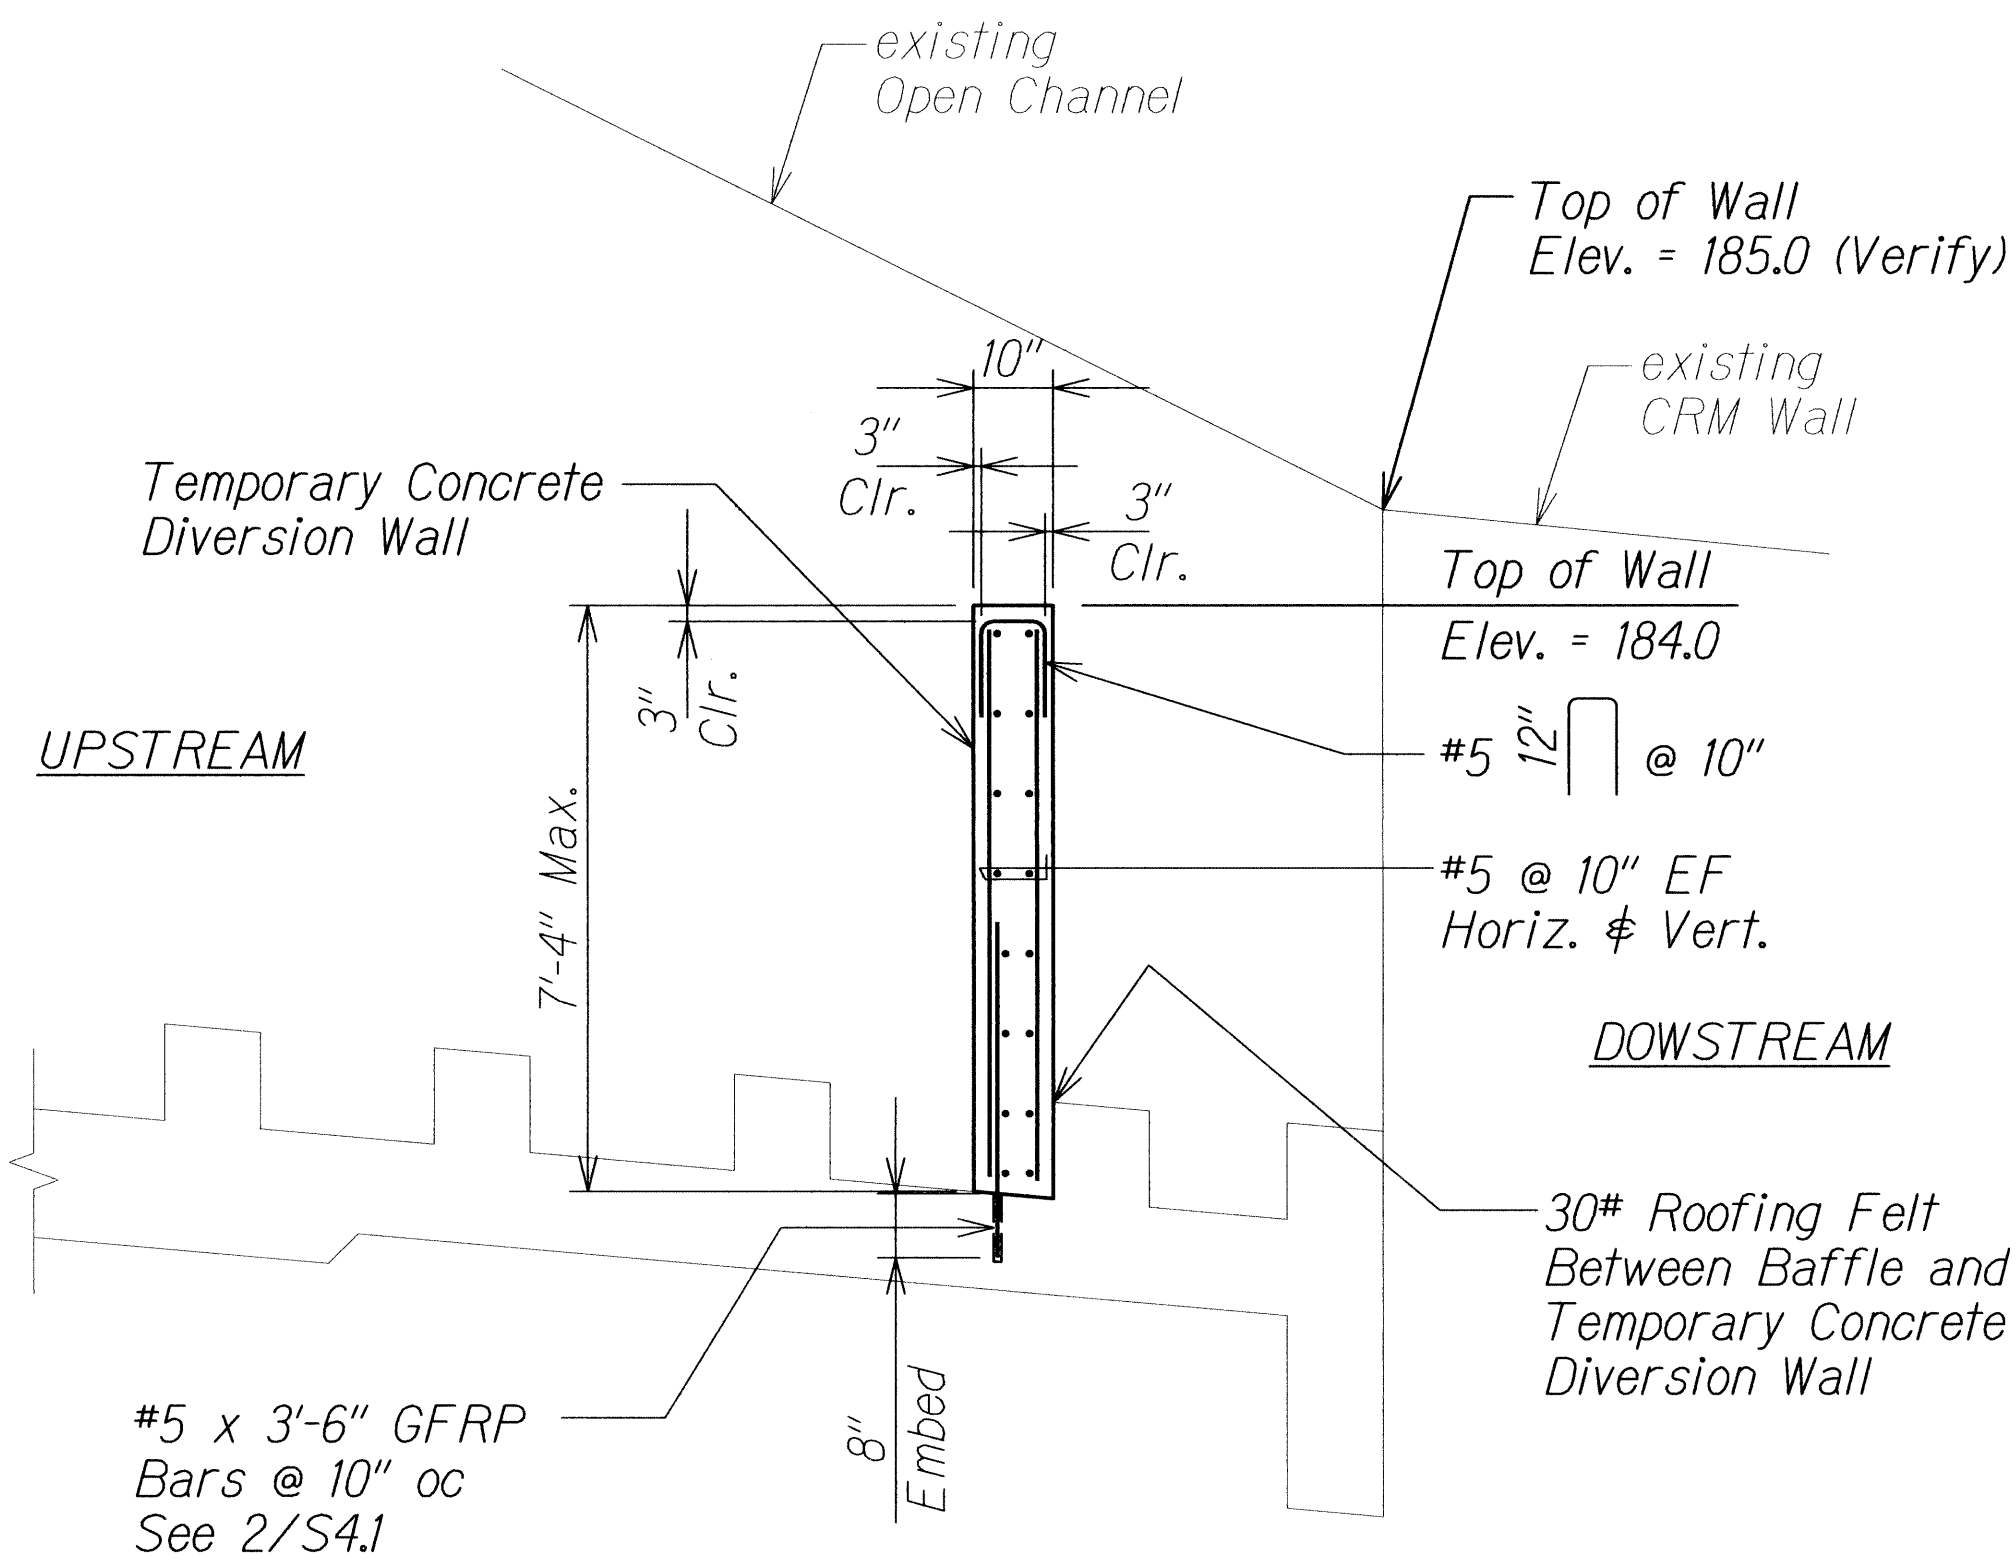 existing
Open Channel
Top of Wall
Elev. = 185.0 (Verify)
10"
existing
CRM Wall
3"
Clr.
3"
Clr.
Temporary Concrete
Diversion Wall
Top of Wall
Elev. = 184.0
3"
Clr.
UPSTREAM
#5 12" @ 10"
7'-4" Max.
#5 @ 10" EF
Horiz. & Vert.
DOWSTREAM
30# Roofing Felt
Between Baffle and
Temporary Concrete
Diversion Wall
8"
Embed
#5 x 3'-6" GFRP
Bars @ 10" oc
See 2/S4.1